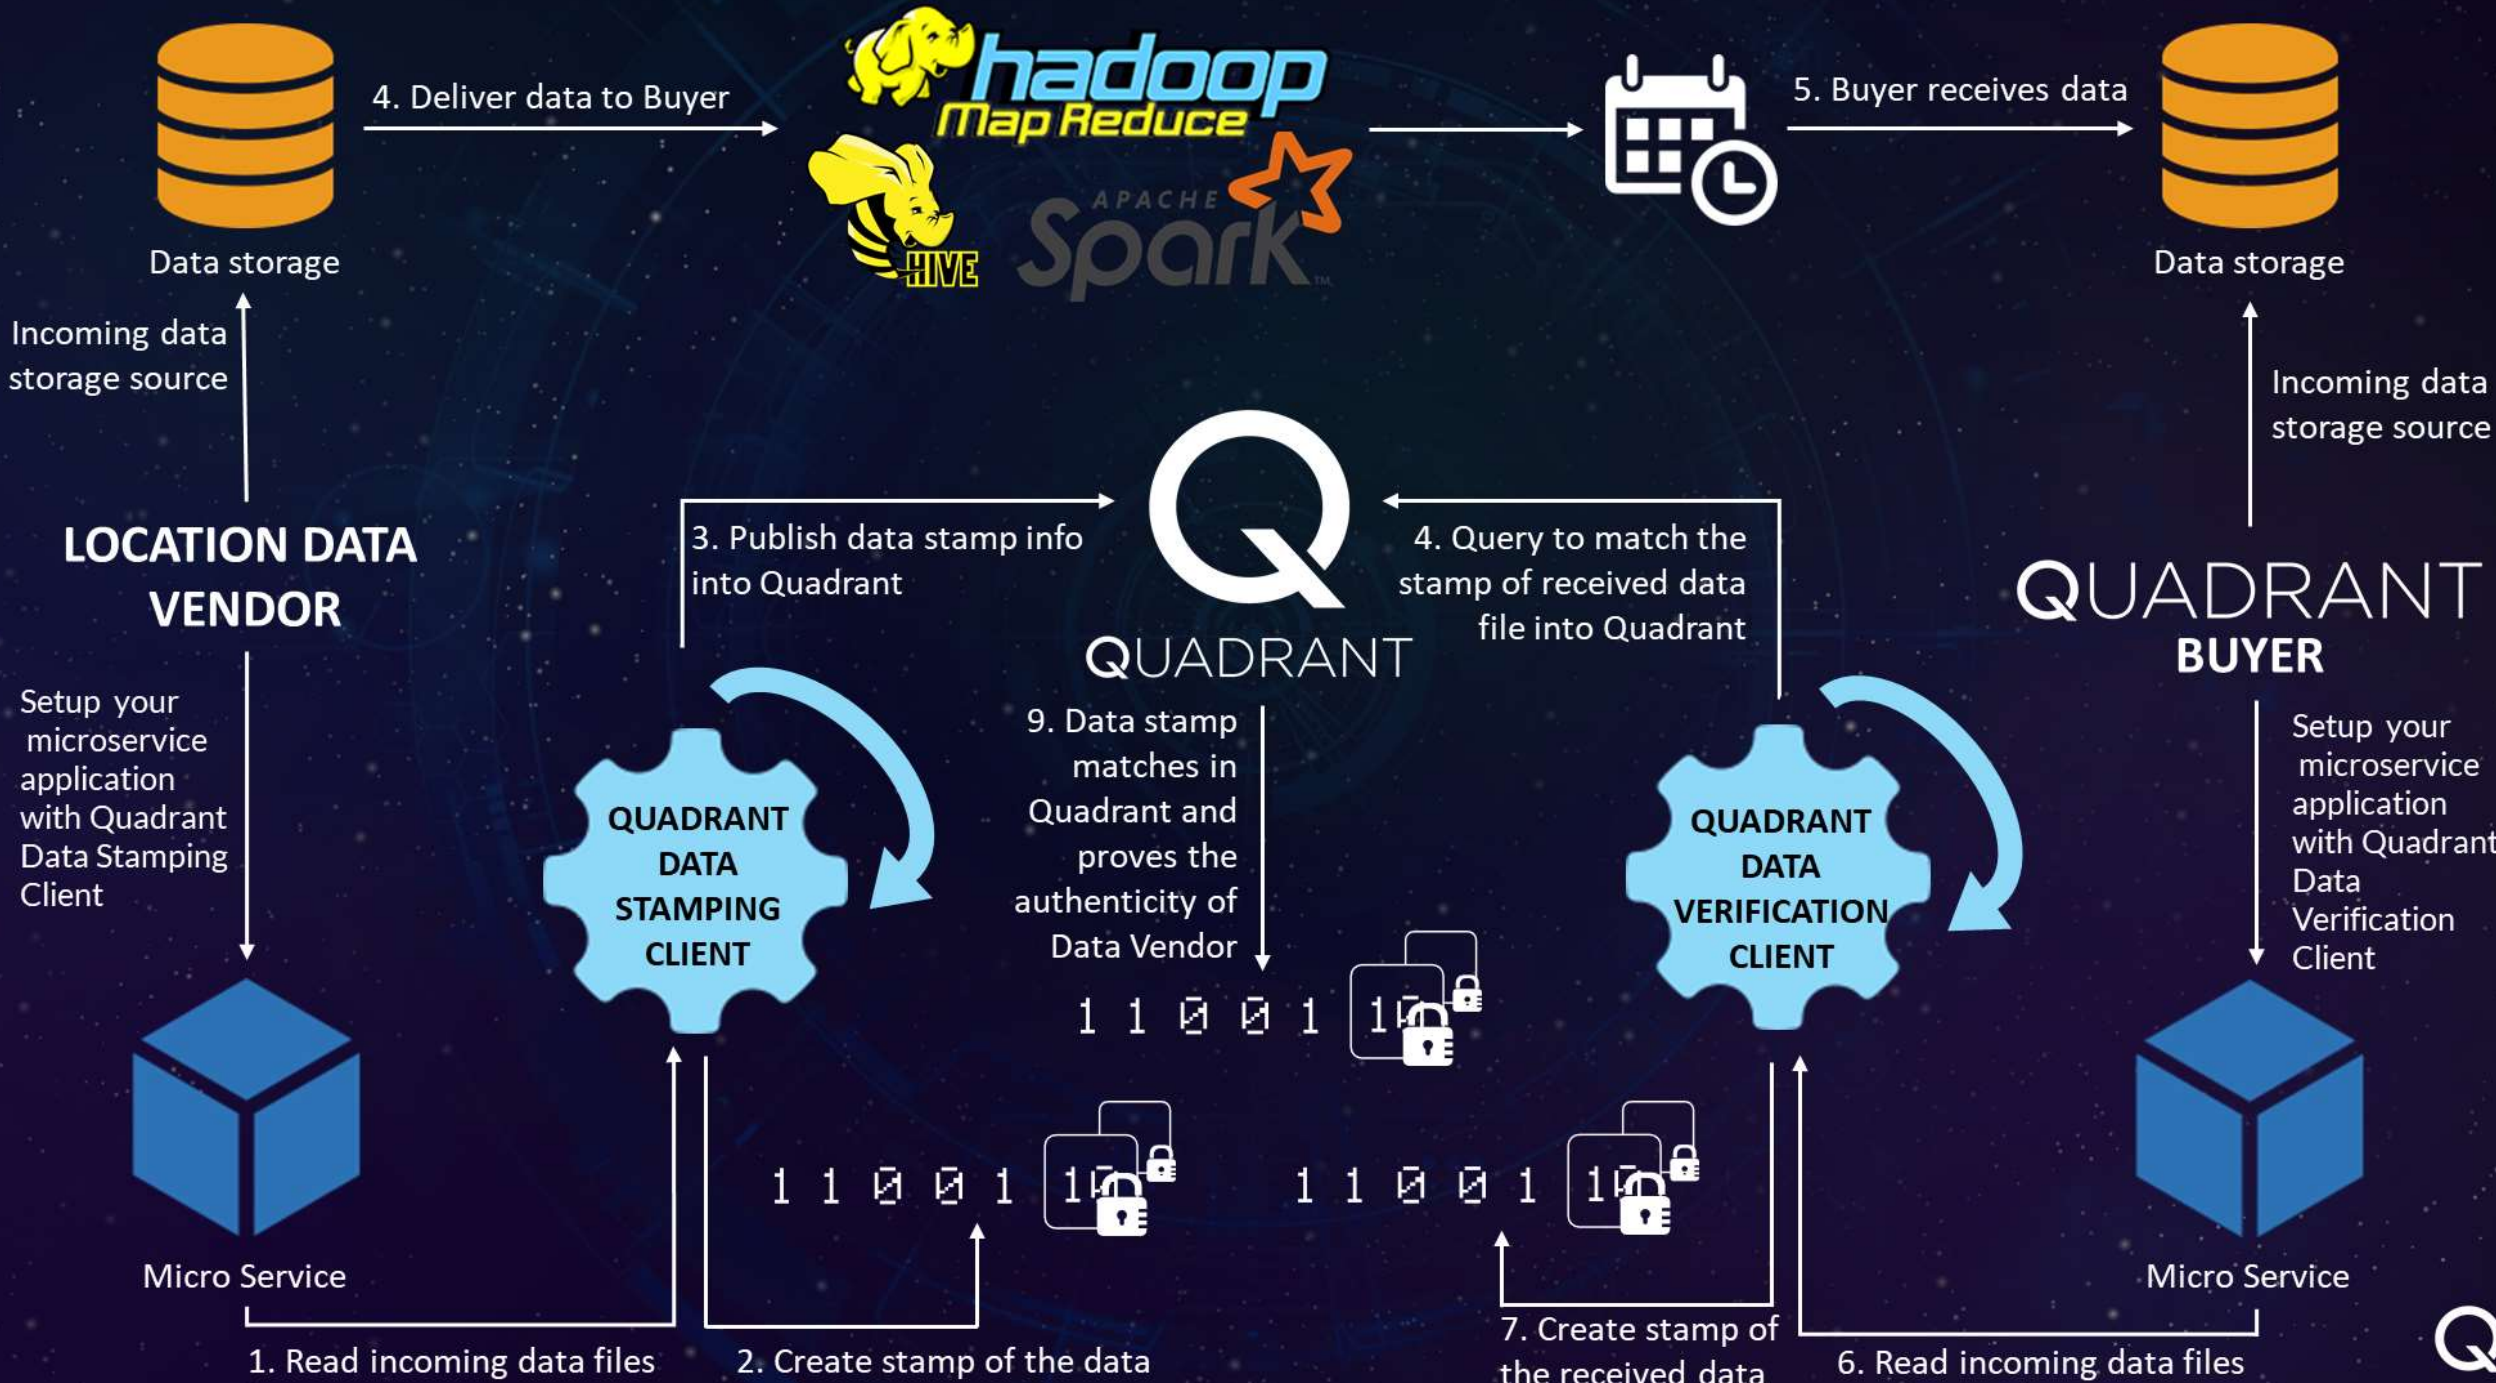 4. Deliver data to Buyer
hadoop
Map Reduce
HIVE
APACHE
Spark
TM
5. Buyer receives data
Data storage
Data storage
Incoming data
storage source
Incoming data
storage source
LOCATION DATA
VENDOR
3. Publish data stamp info
into Quadrant
QUADRANT
4. Query to match the
stamp of received data
file into Quadrant
QUADRANT
BUYER
Setup your
microservice
application
with Quadrant
Data Stamping
Client
QUADRANT
DATA
STAMPING
CLIENT
9. Data stamp
matches in
Quadrant and
proves the
authenticity of
Data Vendor
QUADRANT
DATA
VERIFICATION
CLIENT
Setup your
microservice
application
with Quadrant
Data
Verification
Client
1 1 0 0 1 10
1 1 0 0 1 10
1 1 0 0 1 10
Micro Service
Micro Service
1. Read incoming data files
2. Create stamp of the data
7. Create stamp of
the received data
6. Read incoming data files
Q